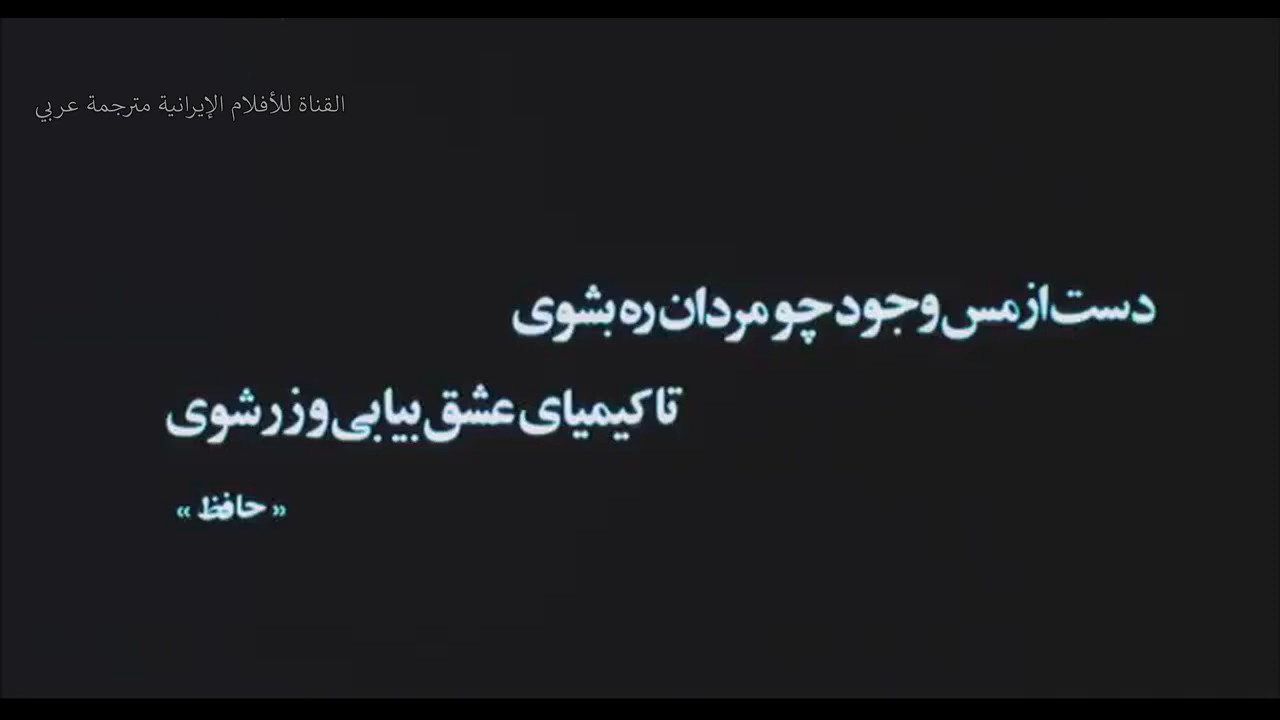 القناة للأفلام الإيرانية مترجمة عربي
دست از مس وجود چو مردان ره بشوی
تا کیمیای عشق بیابی و زر شوی
« حافظ »